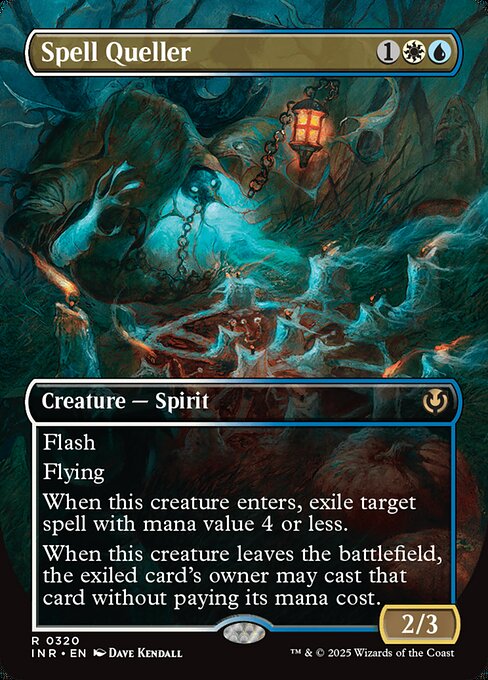 Spell Queller 1
Creature — Spirit
Flash
Flying
When this creature enters, exile target
spell with mana value 4 or less.
When this creature leaves the battlefield,
the exiled card's owner may cast that
card without paying its mana cost.
2/3
R 0320
INR • EN DAVE KENDALL
™ & © 2025 Wizards of the Coast